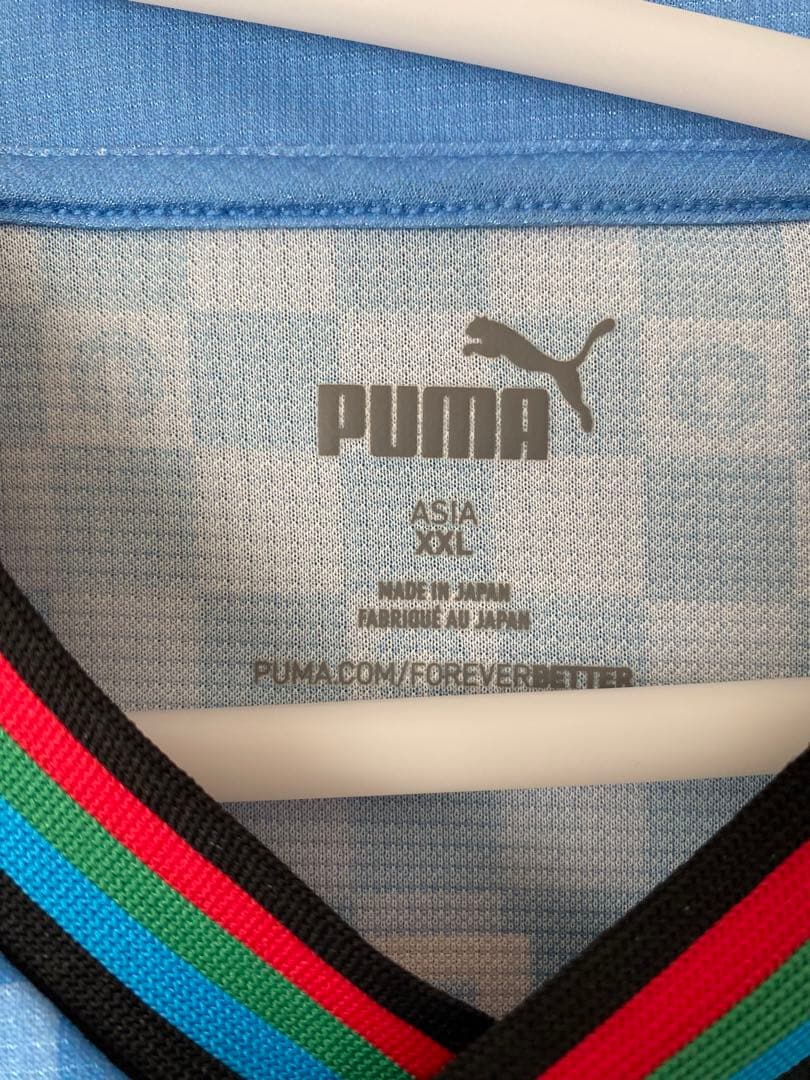 PUMA
ASIA
XXL
MADE IN JAPAN
FABRIQUÉ AU JAPAN
PUMA.COM/FOREVERBETTER